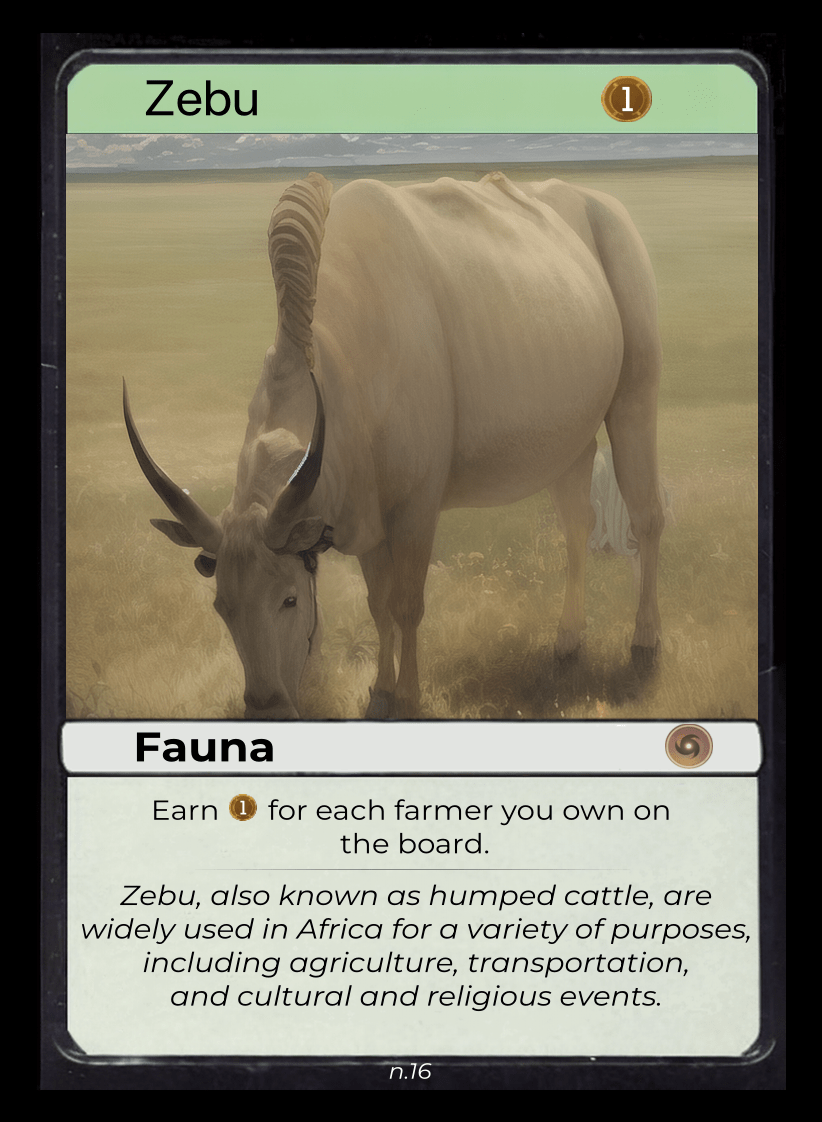 Zebu 1
Fauna
Earn 1 for each farmer you own on
the board.
Zebu, also known as humped cattle, are
widely used in Africa for a variety of purposes,
including agriculture, transportation,
and cultural and religious events.
n.16